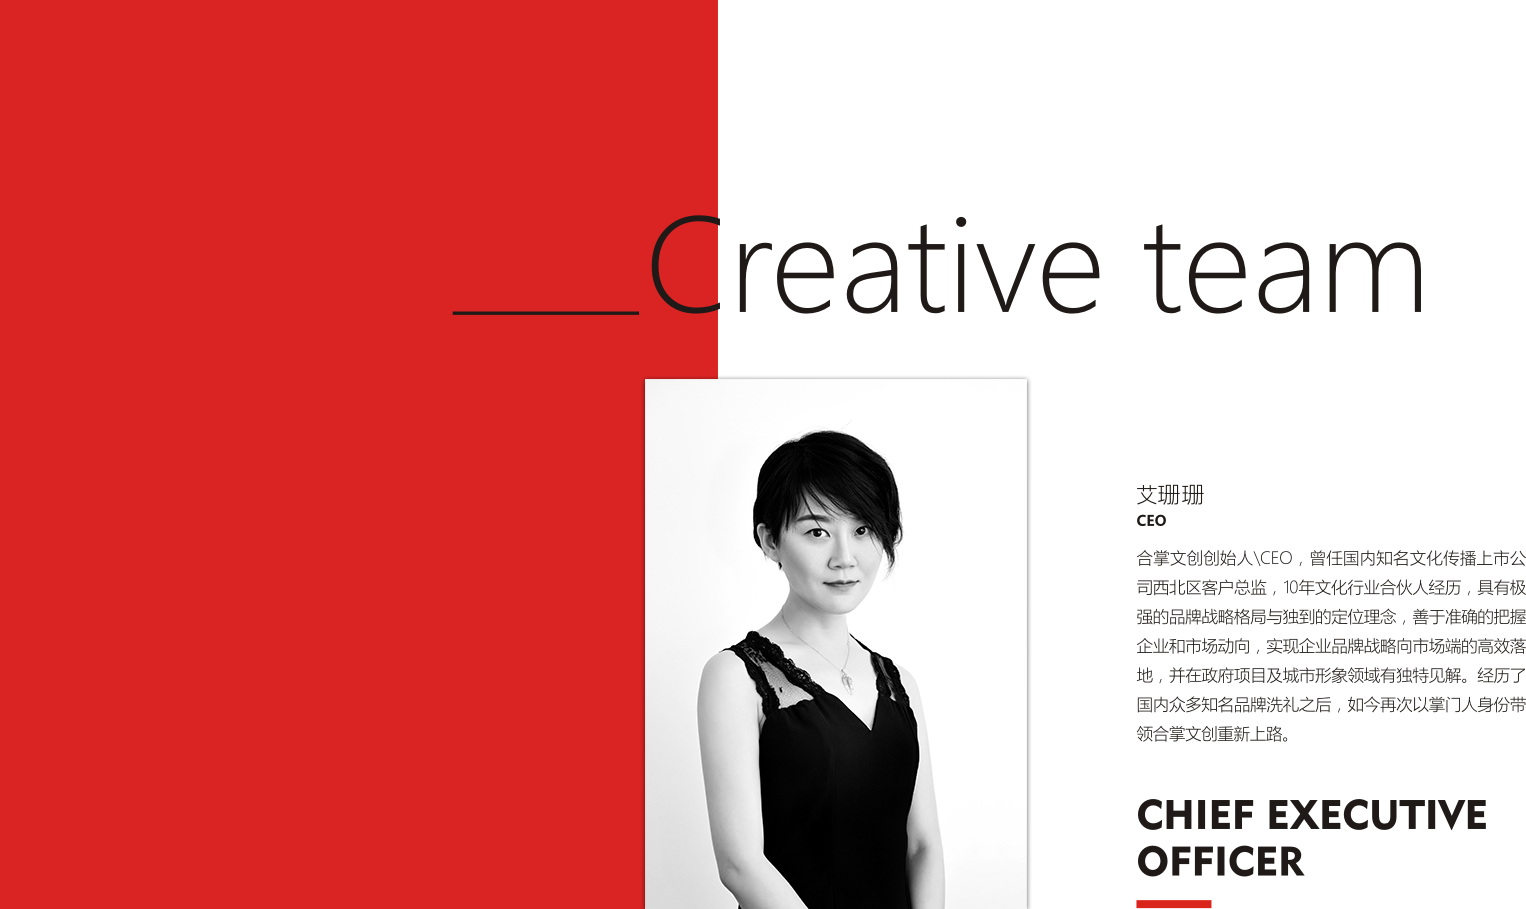 Creative team
艾珊珊
CEO
合掌文创创始人\CEO，曾任国内知名文化传播上市公
司西北区客户总监，10年文化行业合伙人经历，具有极
强的品牌战略格局与独到的定位理念，善于准确的把握
企业和市场动向，实现企业品牌战略向市场端的高效落
地，并在政府项目及城市形象领域有独特见解。经历了
国内众多知名品牌洗礼之后，如今再次以掌门人身份带
领合掌文创重新上路。
CHIEF EXECUTIVE
OFFICER